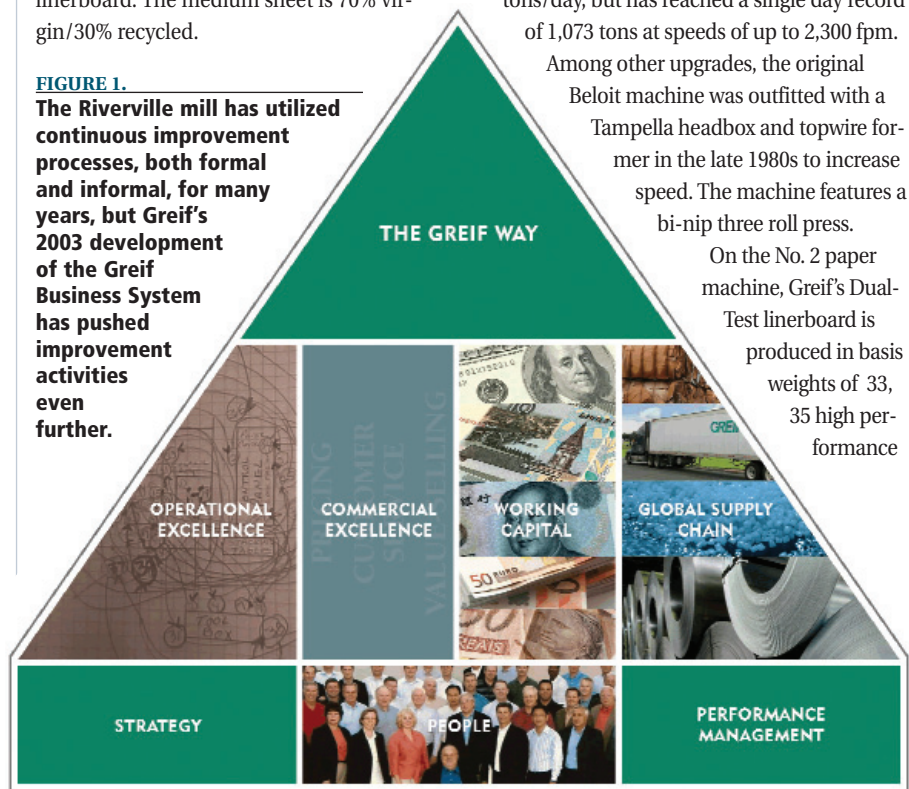 linerboard. The medium sheet is 70% vir-
gin/30% recycled.
FIGURE 1.
The Riverville mill has utilized
continuous improvement
processes, both formal
and informal, for many
years, but Greif's
2003 development
of the Greif
Business System
has pushed
improvement
activities
even
further.
tons/day, but has reached a single day record
of 1,073 tons at speeds of up to 2,300 fpm.
Among other upgrades, the original
Beloit machine was outfitted with a
Tampella headbox and topwire for-
mer in the late 1980s to increase
speed. The machine features a
bi-nip three roll press.
On the No. 2 paper
machine, Greif's Dual-
Test linerboard is
produced in basis
weights of 33,
35 high per-
formance
THE GREIF WAY
OPERATIONAL
EXCELLENCE
COMMERCIAL
EXCELLENCE
PRICING
CUSTOMER
SERVICE
VALUE SELLING
WORKING
CAPITAL
50 EURO
REAIS
GLOBAL SUPPLY
CHAIN
GREIF
STRATEGY
PEOPLE
PERFORMANCE
MANAGEMENT